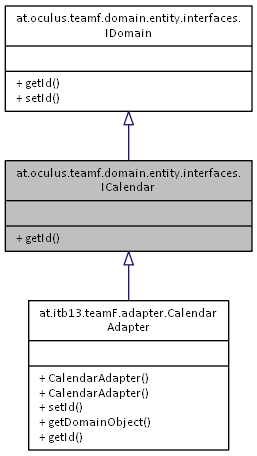 at.oculus.teamf.domain.entity.interfaces.
IDomain
+ getId()
+ setId()
at.oculus.teamf.domain.entity.interfaces.
ICalendar
+ getId()
at.itb13.teamF.adapter.Calendar
Adapter
+ CalendarAdapter()
+ CalendarAdapter()
+ setId()
+ getDomainObject()
+ getId()